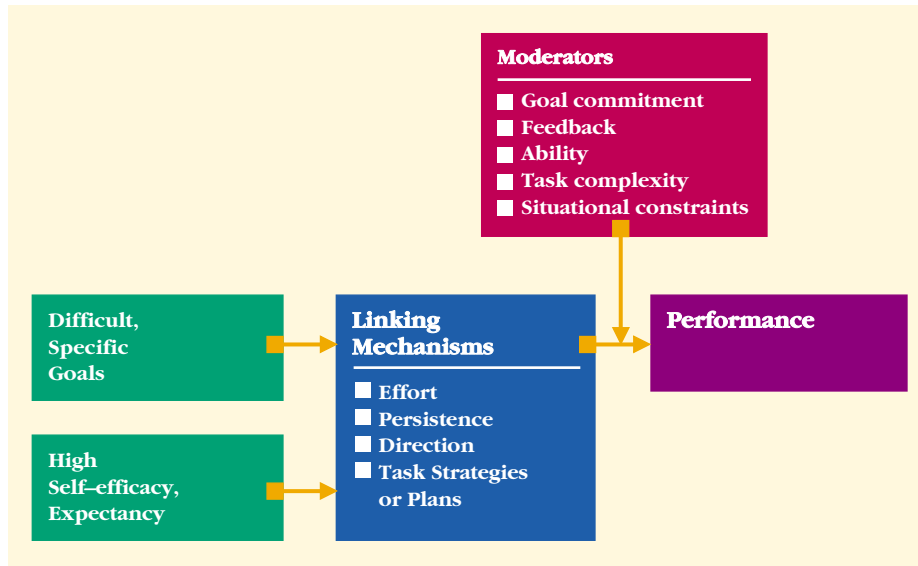 Moderators
Goal commitment
Feedback
Ability
Task complexity
Situational constraints
Difficult,
Specific
Goals
High
Self–efficacy,
Expectancy
Linking
Mechanisms
Effort
Persistence
Direction
Task Strategies
or Plans
Performance